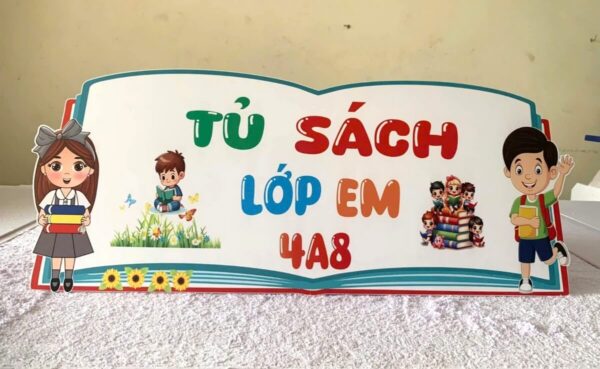 TỦ SÁCH
LỚP EM
4A8